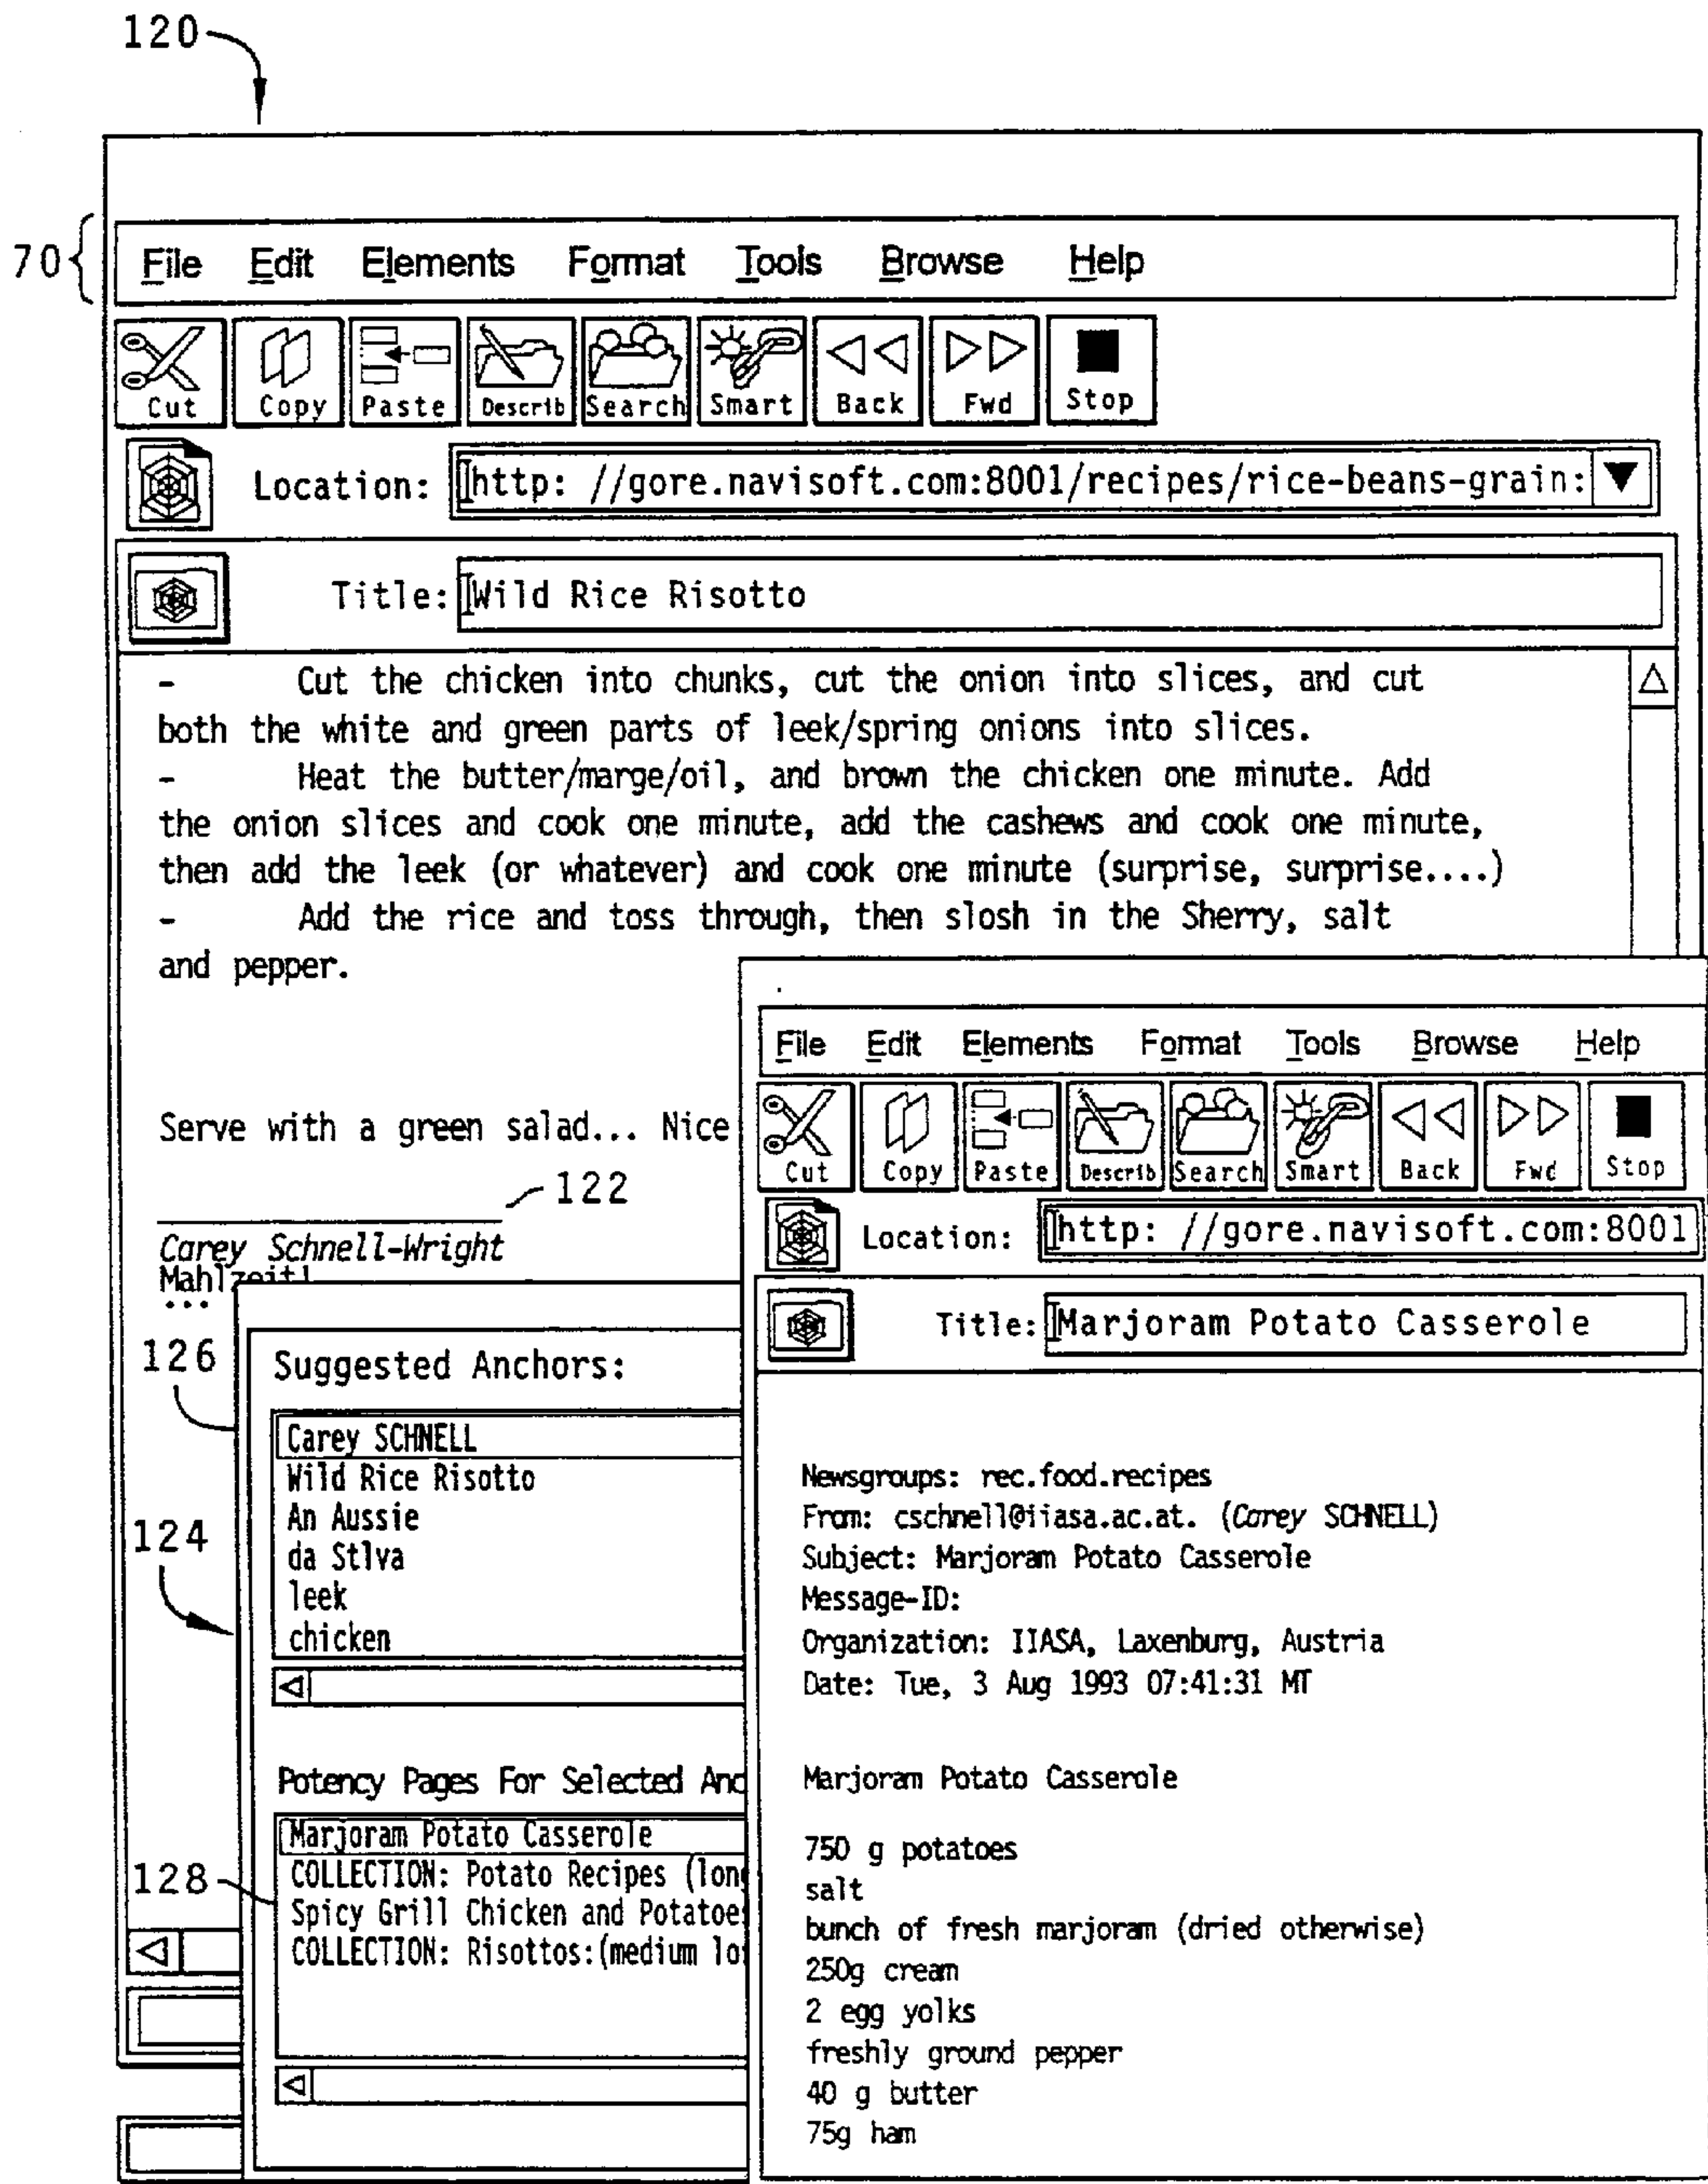 120
70
File Edit Elements Format Tools Browse Help
Cut Copy Paste Describ Search Smart Back Fwd Stop
Location: http: //gore.navisoft.com:8001/recipes/rice-beans-grain:
Title: Wild Rice Risotto
- Cut the chicken into chunks, cut the onion into slices, and cut
both the white and green parts of leek/spring onions into slices.
- Heat the butter/marge/oil, and brown the chicken one minute. Add
the onion slices and cook one minute, add the cashews and cook one minute,
then add the leek (or whatever) and cook one minute (surprise, surprise....)
- Add the rice and toss through, then slosh in the Sherry, salt
and pepper.
Serve with a green salad... Nice
122
Carey Schnell-Wright
Mahlzeit!
...
126
Suggested Anchors:
Carey SCHNELL
Wild Rice Risotto
An Aussie
da Stlva
leek
chicken
124
Potency Pages For Selected Anc
Marjoram Potato Casserole
COLLECTION: Potato Recipes (long
Spicy Grill Chicken and Potatoes
COLLECTION: Risottos:(medium lo
128
File Edit Elements Format Tools Browse Help
Cut Copy Paste Describ Search Smart Back Fwd Stop
Location: http: //gore.navisoft.com:8001
Title: Marjoram Potato Casserole
Newsgroups: rec.food.recipes
From: cschnell@iiasa.ac.at. (Carey SCHNELL)
Subject: Marjoram Potato Casserole
Message-ID:
Organization: IIASA, Laxenburg, Austria
Date: Tue, 3 Aug 1993 07:41:31 MT
Marjoram Potato Casserole
750 g potatoes
salt
bunch of fresh marjoram (dried otherwise)
250g cream
2 egg yolks
freshly ground pepper
40 g butter
75g ham